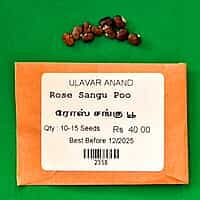 ULAVAR ANAND
Rose Sangu Poo
ரோஸ் சங்கு பூ
Qty : 10-15 Seeds Rs 40.00
Best Before 12/2025
2358